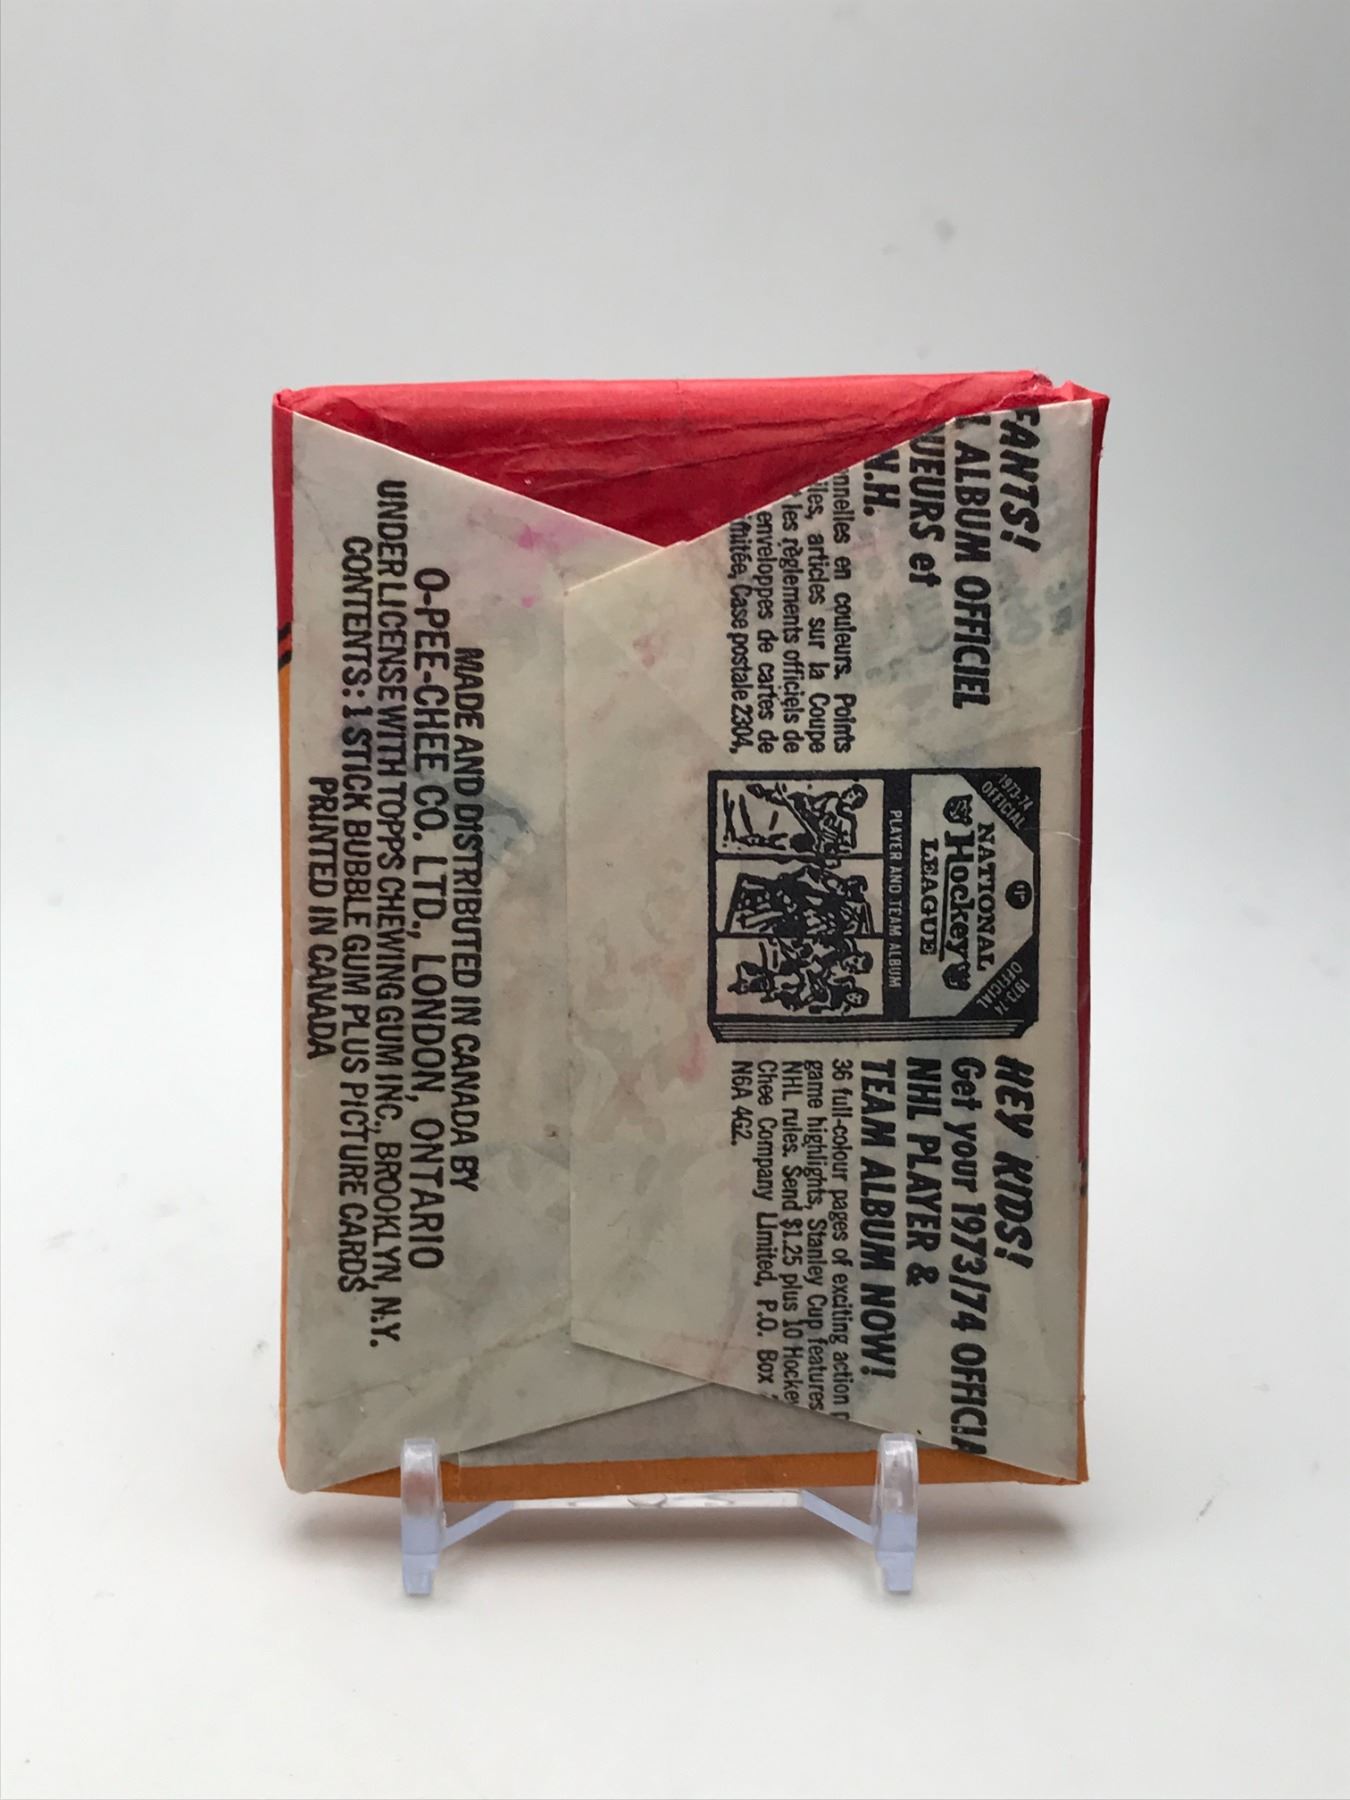 FANTS!
ALBUM OFFICIEL
UEURS et
N.H.
nnelles en couleurs. Points
les, articles sur la Coupe
les règlements officiels de
enveloppes de cartes de
mitée, Case postale 2304,
1973-74
OFFICIAL
NATIONAL
Hockey
LEAGUE
1973-74
OFFICIAL
PLAYER AND TEAM ALBUM
HEY KIDS!
Get your 1973/74 OFFICIA
NHL PLAYER &
TEAM ALBUM NOW!
36 full-colour pages of exciting action
game highlights, Stanley Cup features
NHL rules. Send $1.25 plus 10 Hockey
Chee Company Limited, P.O. Box
N6A 4G2.
MADE AND DISTRIBUTED IN CANADA BY
O-PEE-CHEE CO. LTD., LONDON, ONTARIO
UNDER LICENSE WITH TOPPS CHEWING GUM INC., BROOKLYN, N.Y.
CONTENTS: 1 STICK BUBBLE GUM PLUS PICTURE CARDS
PRINTED IN CANADA